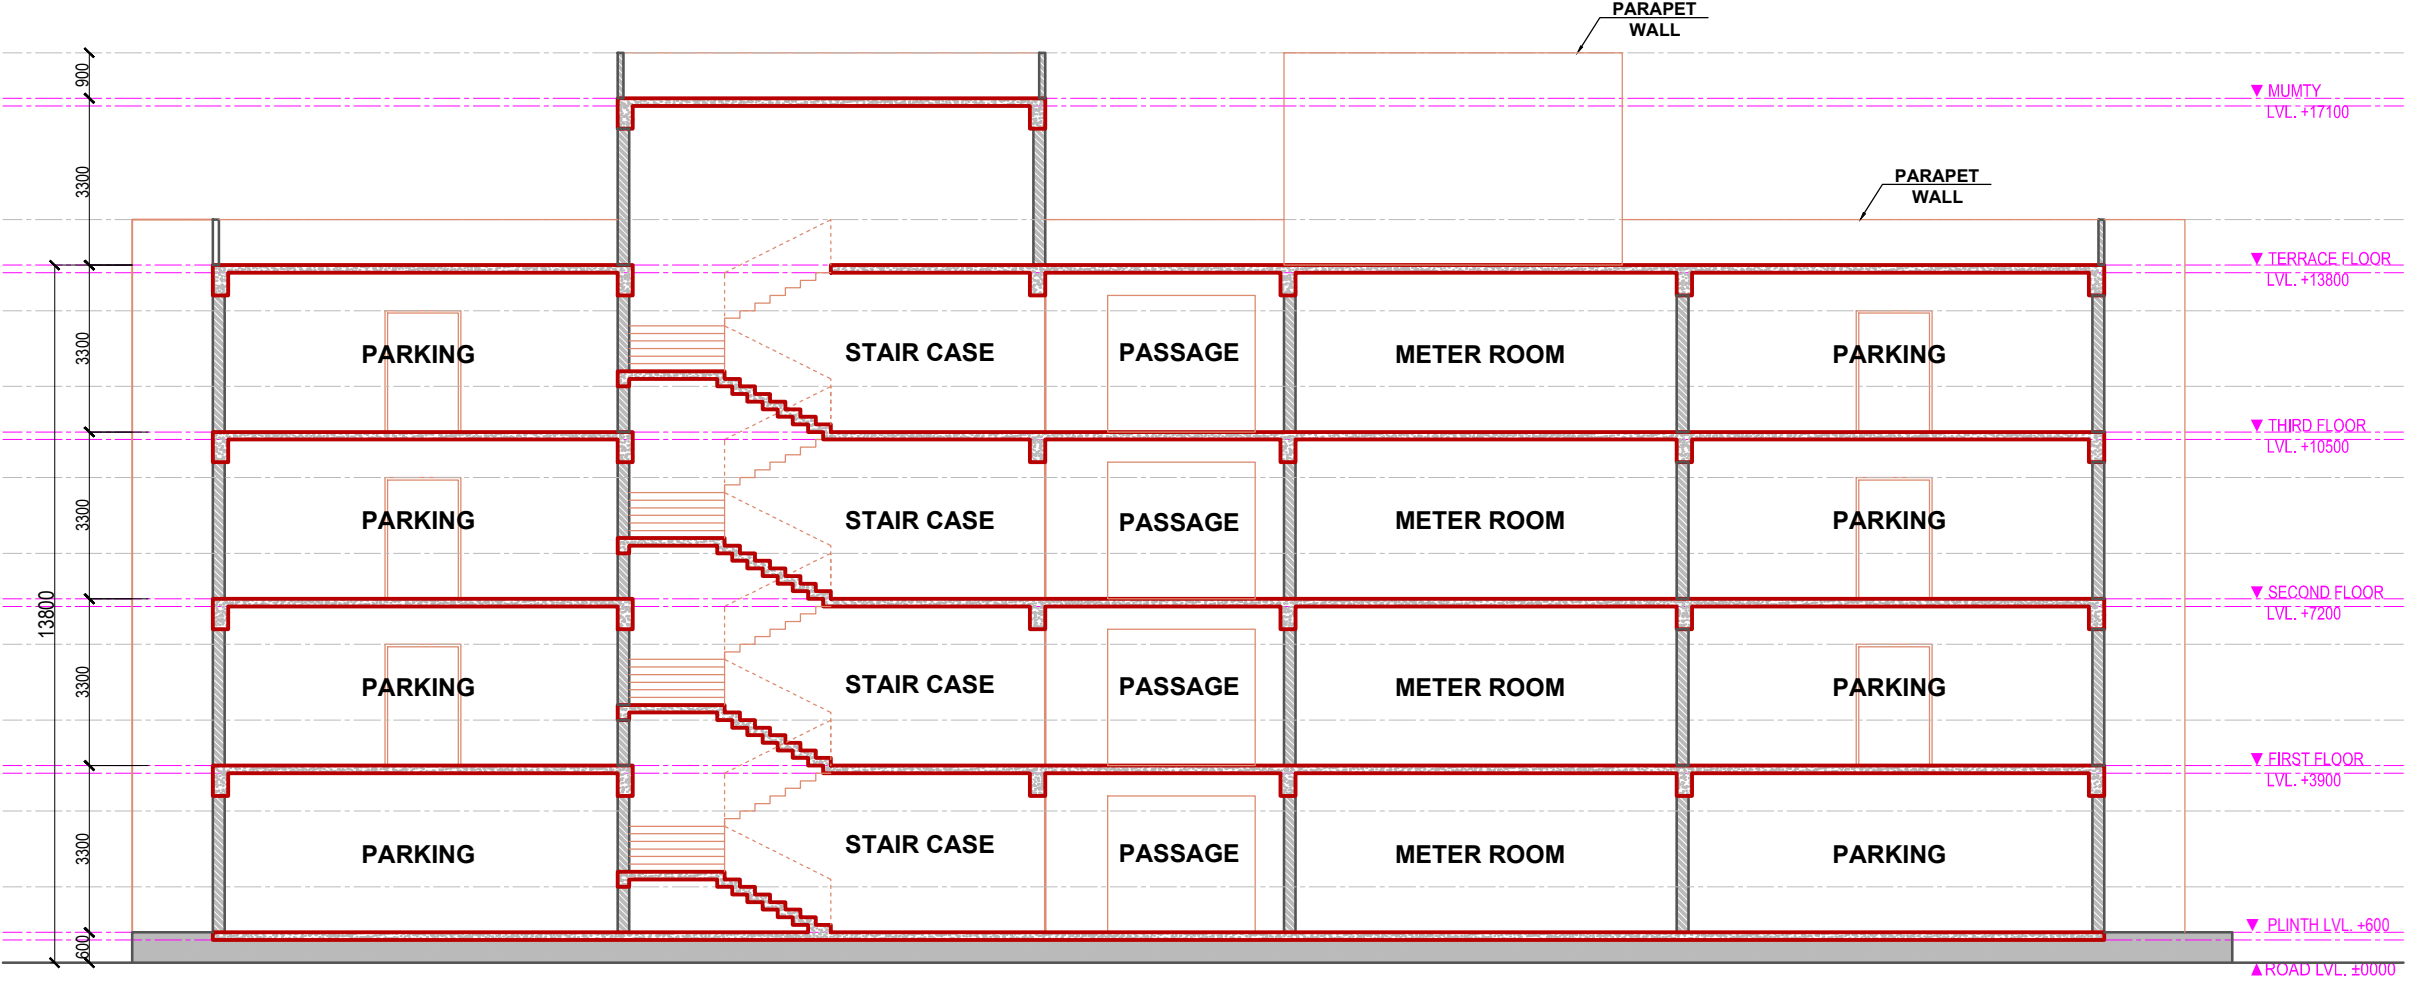 PARAPET
WALL
900
▼ MUMTY
LVL. +17100
3300
PARAPET
WALL
▼ TERRACE FLOOR
LVL. +13800
3300
PARKING
STAIR CASE
PASSAGE
METER ROOM
PARKING
▼ THIRD FLOOR
LVL. +10500
3300
PARKING
STAIR CASE
PASSAGE
METER ROOM
PARKING
13800
▼ SECOND FLOOR
LVL. +7200
3300
PARKING
STAIR CASE
PASSAGE
METER ROOM
PARKING
▼ FIRST FLOOR
LVL. +3900
3300
PARKING
STAIR CASE
PASSAGE
METER ROOM
PARKING
600
▼ PLINTH LVL. +600
▲ ROAD LVL. ±0000